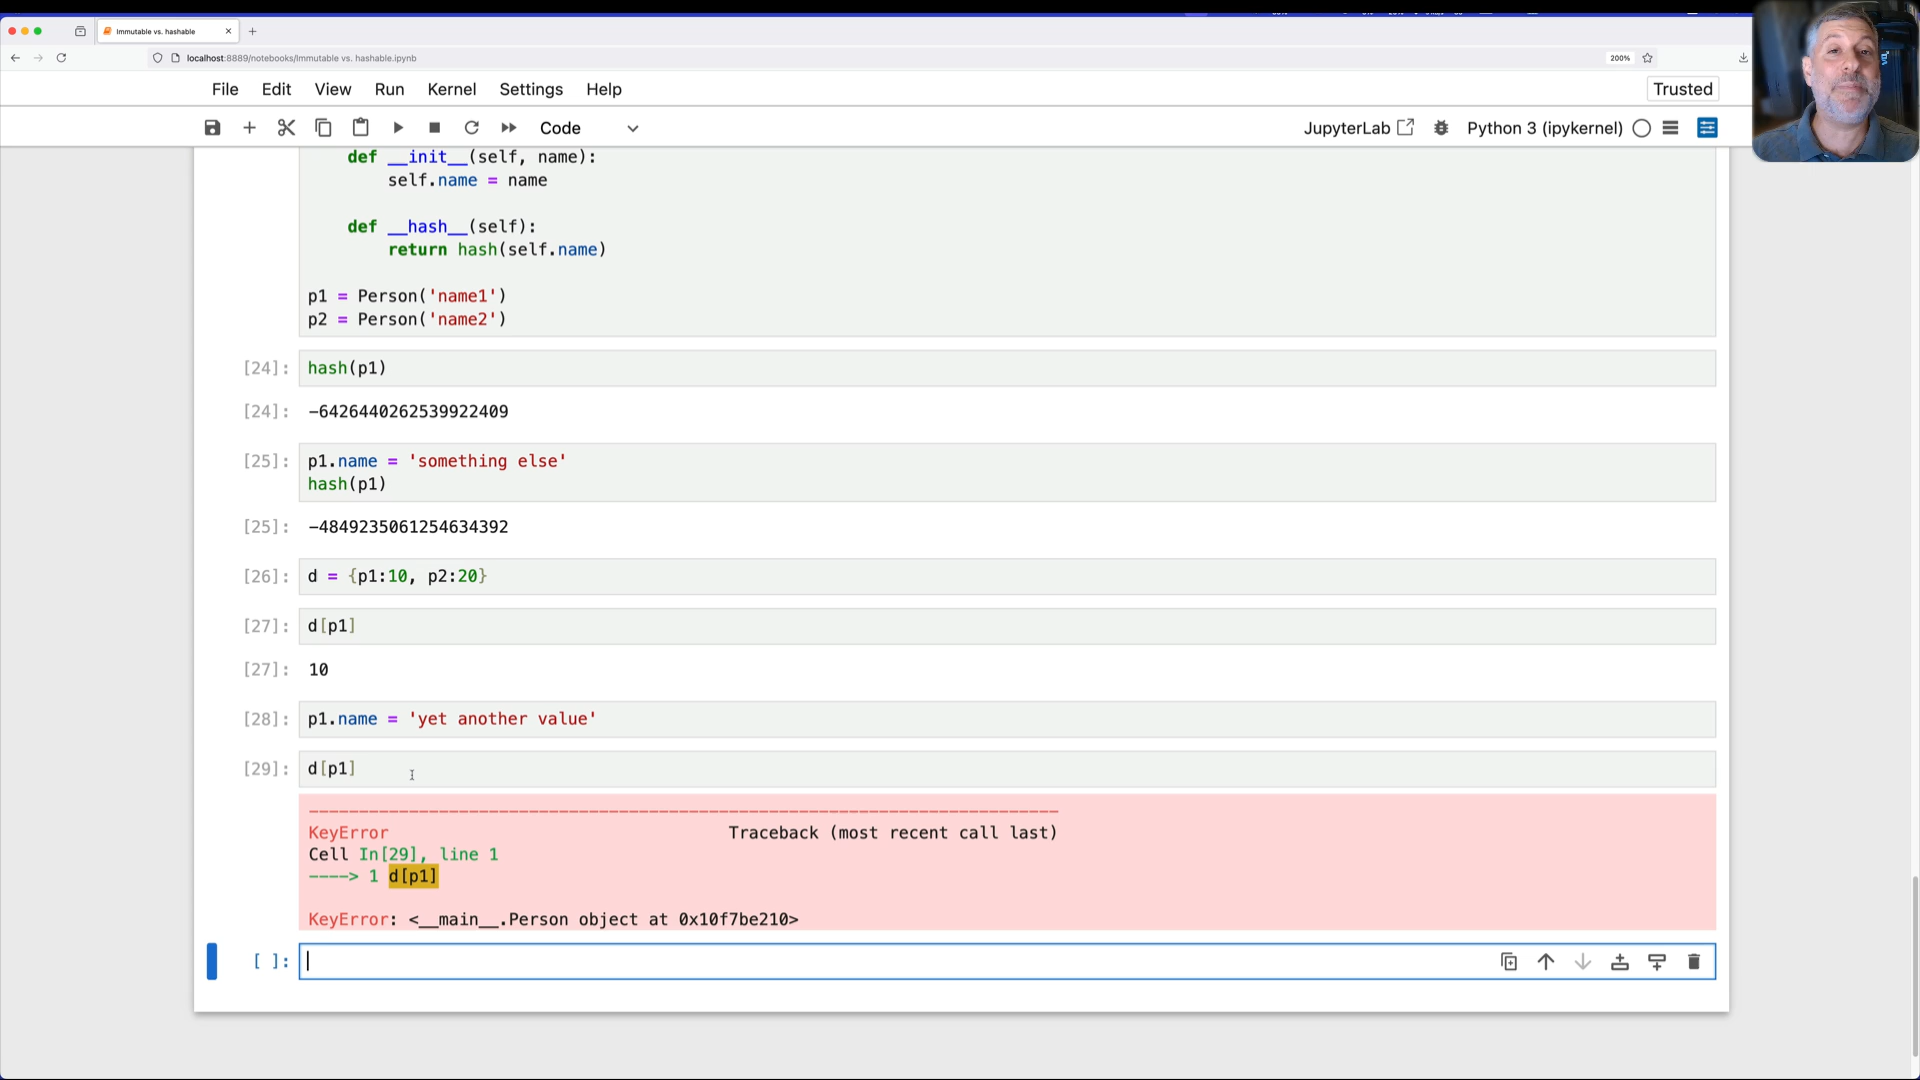 Immutable vs. hashable
localhost:8889/notebooks/Immutable vs. hashable.ipynb
200%
File Edit View Run Kernel Settings Help
Trusted
Code
JupyterLab
Python 3 (ipykernel)
def __init__(self, name):
self.name = name
def __hash__(self):
return hash(self.name)
p1 = Person('name1')
p2 = Person('name2')
[24]: hash(p1)
[24]: -6426440262539922409
[25]: p1.name = 'something else'
hash(p1)
[25]: -4849235061254634392
[26]: d = {p1:10, p2:20}
[27]: d[p1]
[27]: 10
[28]: p1.name = 'yet another value'
[29]: d[p1]
---------------------------------------------------------------------------
KeyError Traceback (most recent call last)
Cell In[29], line 1
----> 1 d[p1]
KeyError: <__main__.Person object at 0x10f7be210>
[ ]: